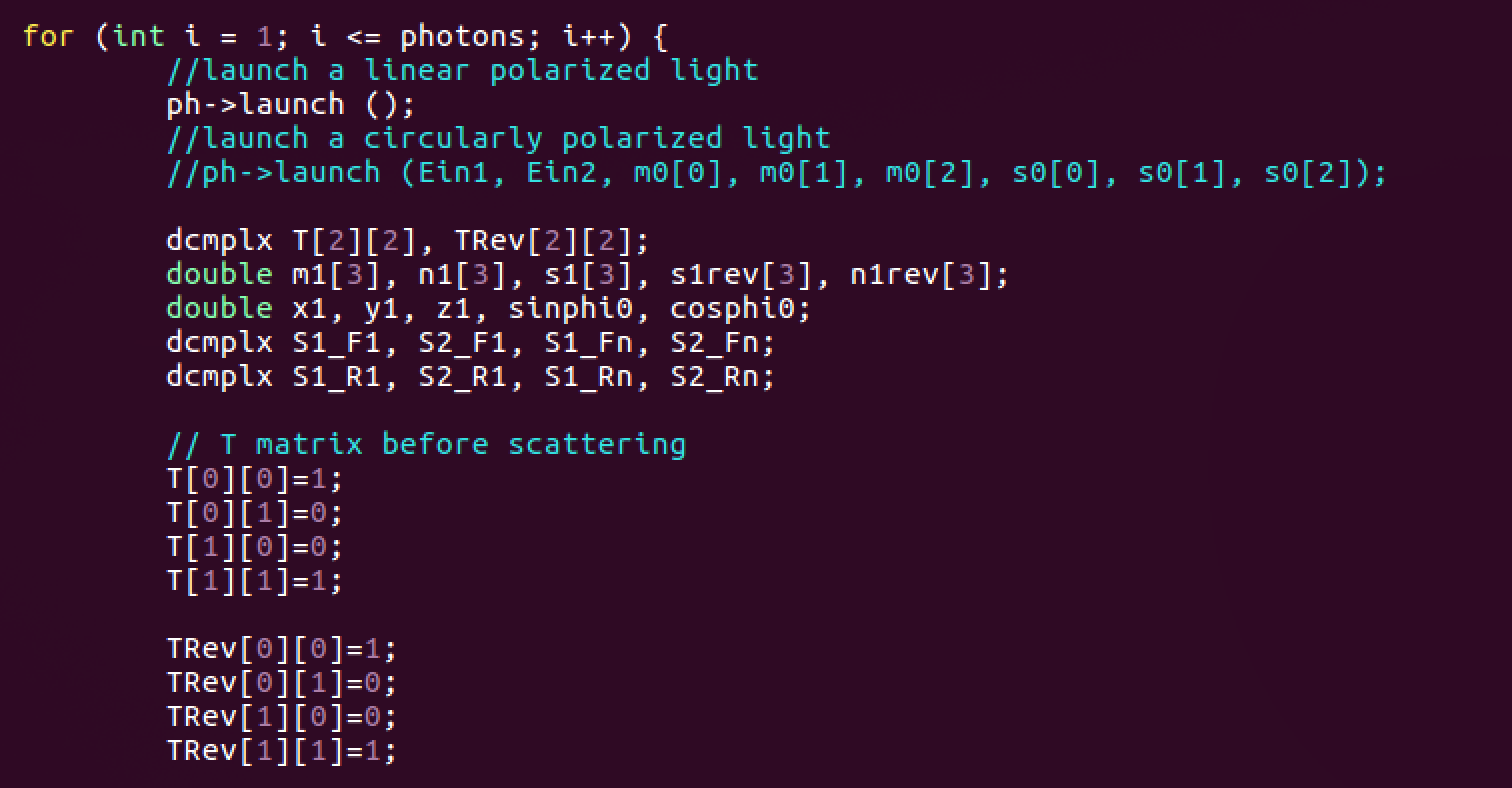 for (int i = 1; i <= photons; i++) {
//launch a linear polarized light
ph->launch ();
//launch a circularly polarized light
//ph->launch (Ein1, Ein2, m0[0], m0[1], m0[2], s0[0], s0[1], s0[2]);
dcmplx T[2][2], TRev[2][2];
double m1[3], n1[3], s1[3], s1rev[3], n1rev[3];
double x1, y1, z1, sinphi0, cosphi0;
dcmplx S1_F1, S2_F1, S1_Fn, S2_Fn;
dcmplx S1_R1, S2_R1, S1_Rn, S2_Rn;
// T matrix before scattering
T[0][0]=1;
T[0][1]=0;
T[1][0]=0;
T[1][1]=1;
TRev[0][0]=1;
TRev[0][1]=0;
TRev[1][0]=0;
TRev[1][1]=1;